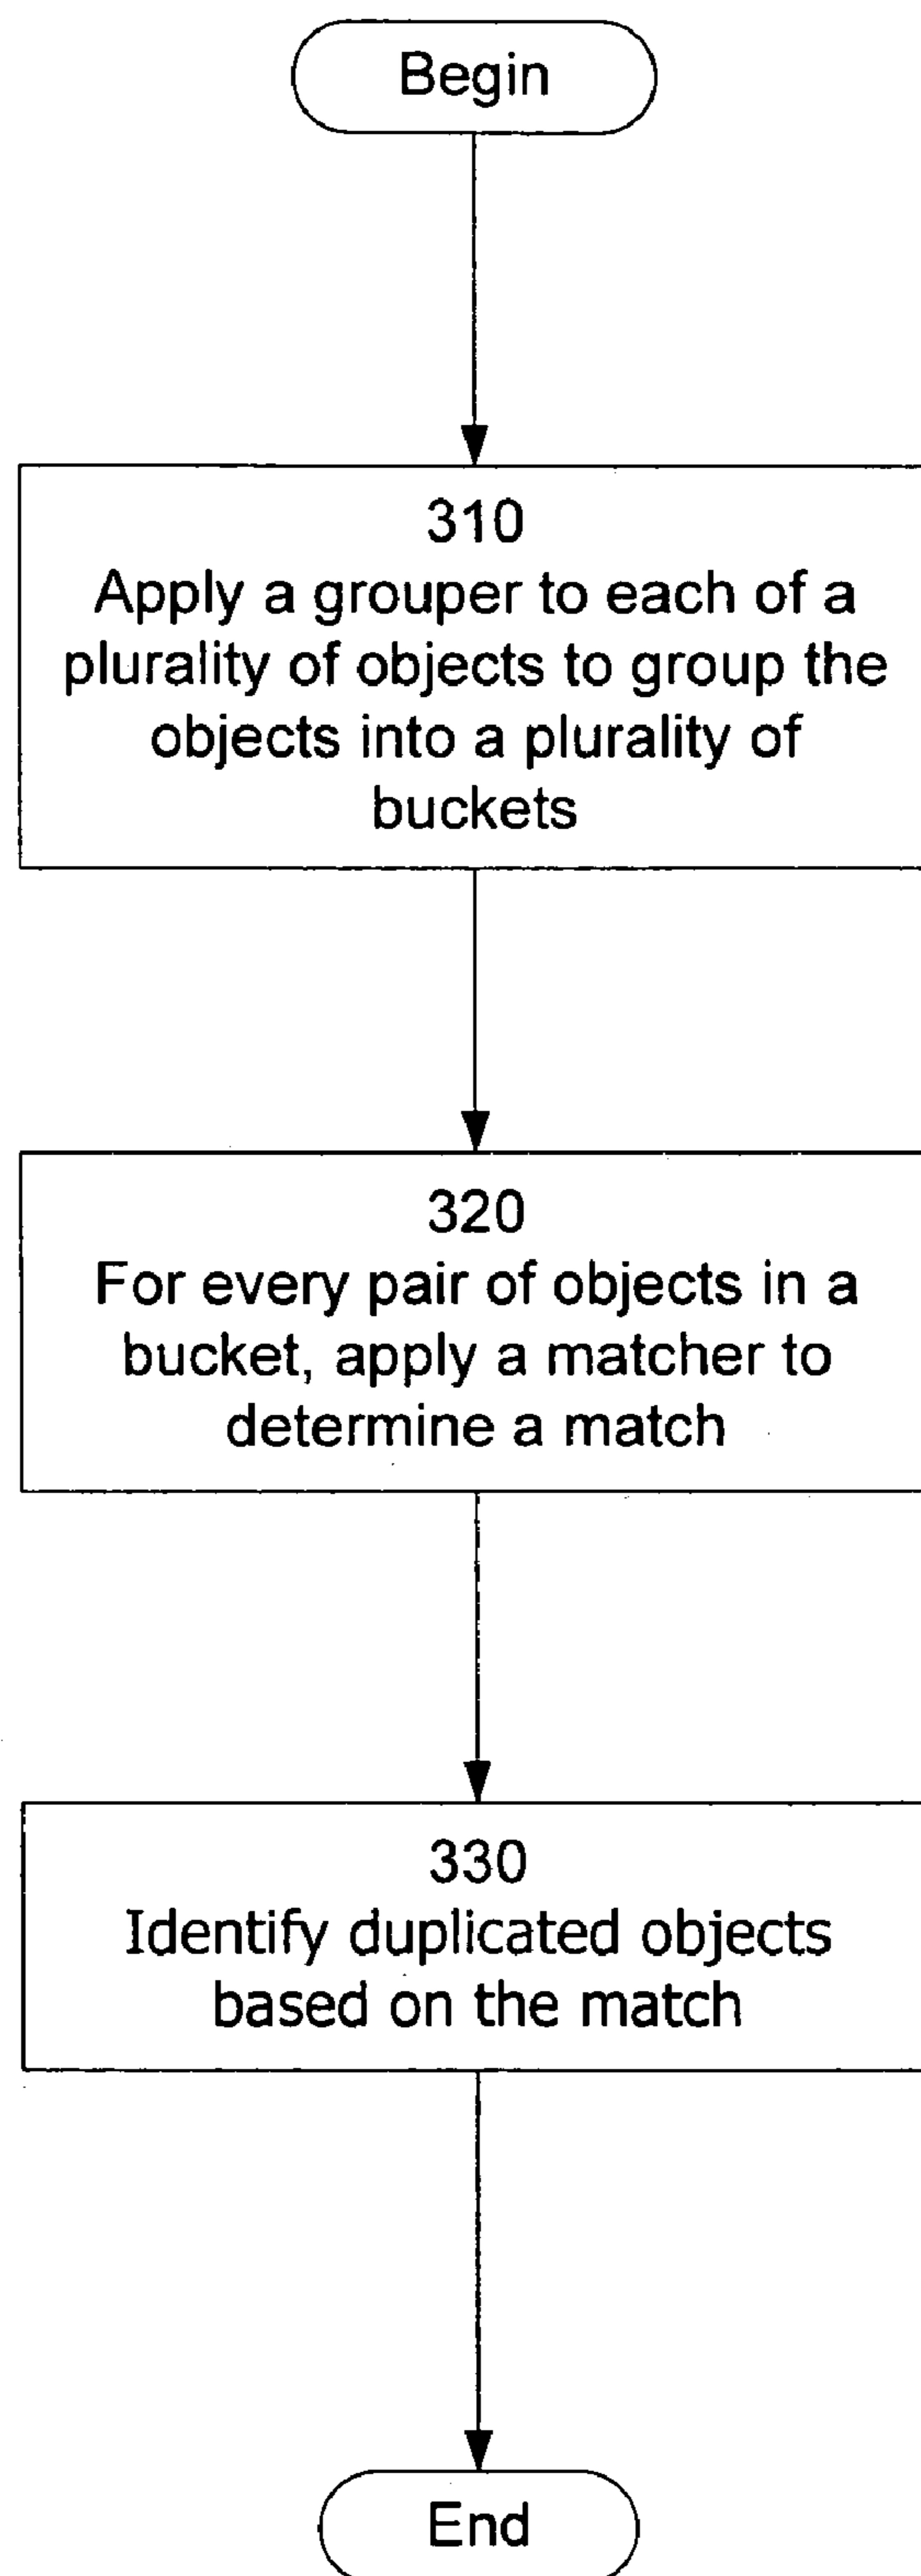 Begin
310
Apply a grouper to each of a
plurality of objects to group the
objects into a plurality of
buckets
320
For every pair of objects in a
bucket, apply a matcher to
determine a match
330
Identify duplicated objects
based on the match
End